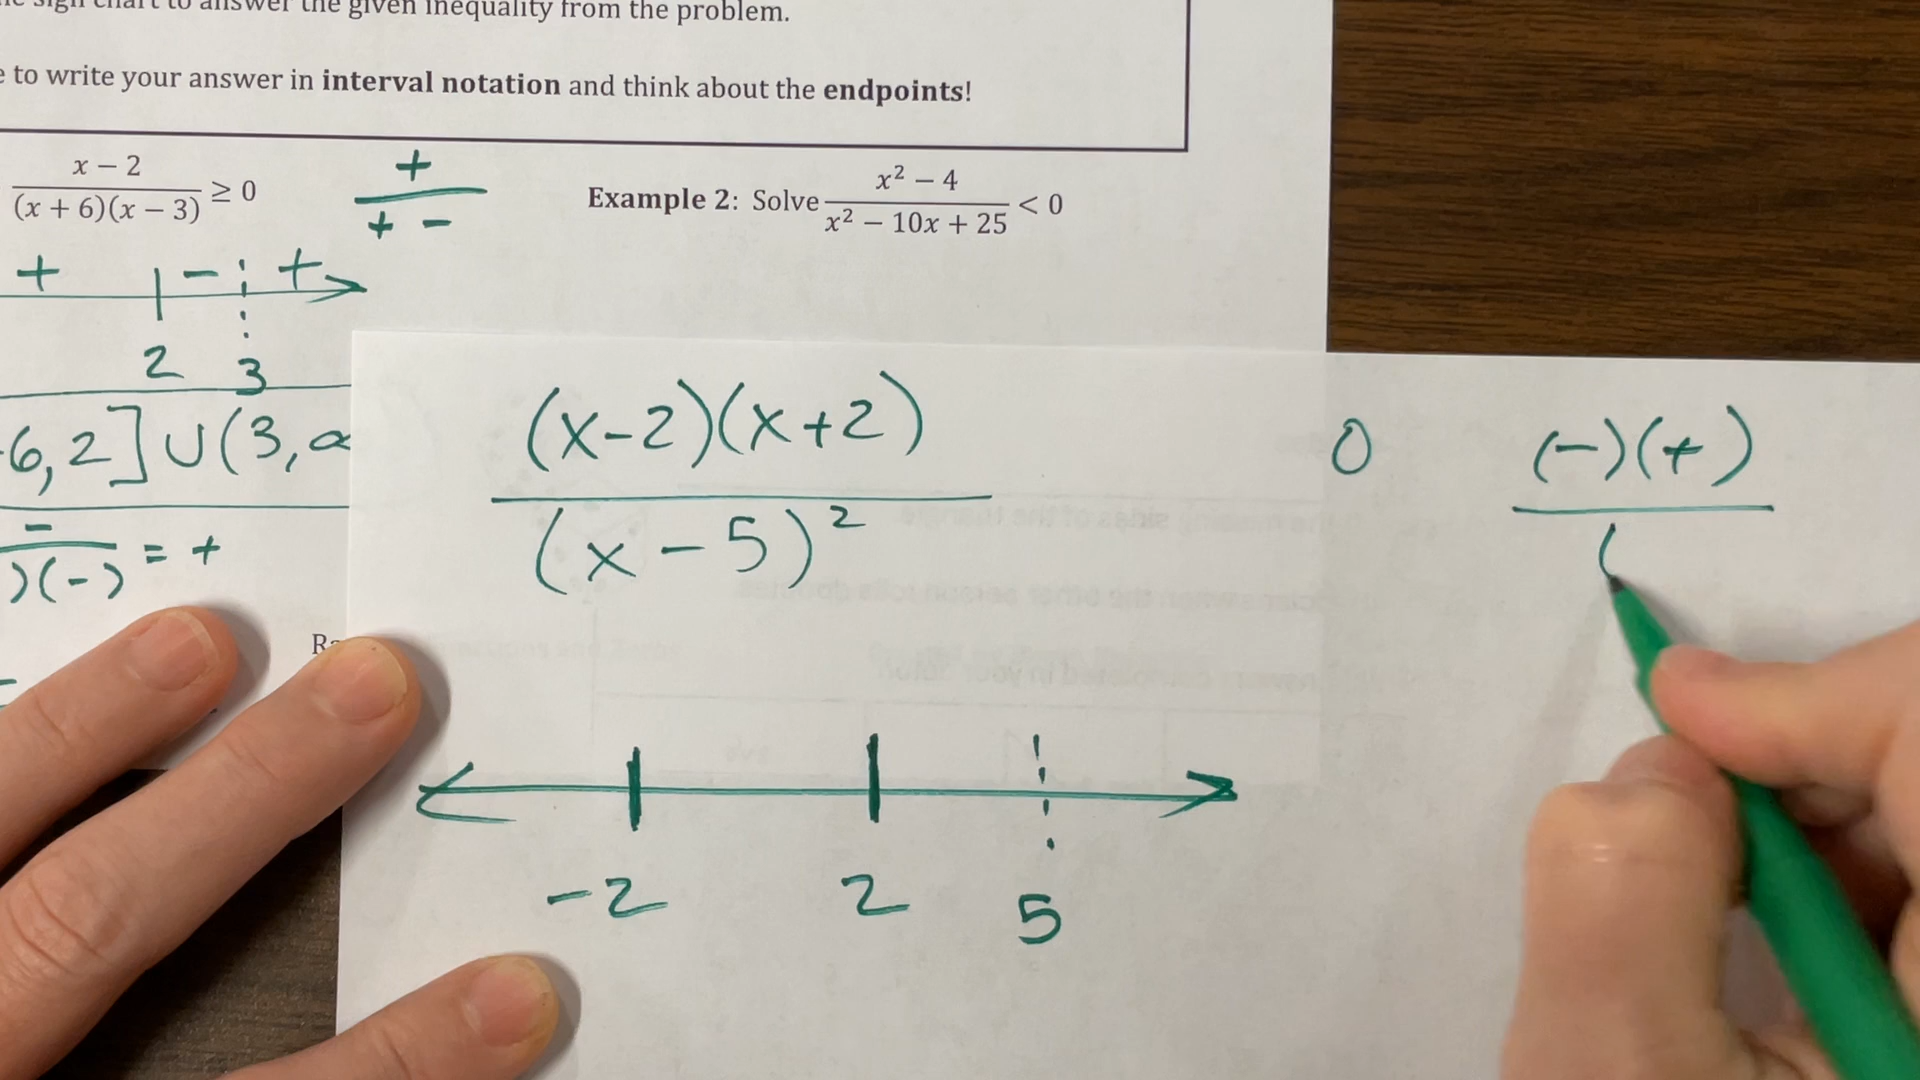 sign chart to answer the given inequality from the problem.
to write your answer in interval notation and think about the endpoints!
x − 2
(x + 6)(x − 3) ≥ 0
+
+ −
Example 2: Solve
x² − 4
x² − 10x + 25 < 0
+ − +
2 3
6, 2] ∪ (3,
−
)(−) = +
(x-2)(x+2)
(x - 5)²
0
(-)(+)
(
-2 2 5